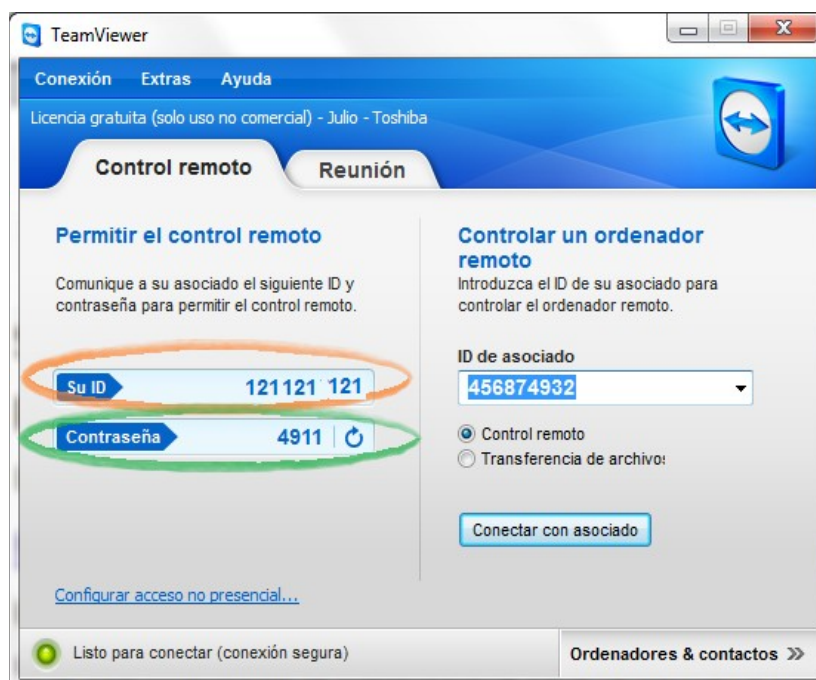 TeamViewer
Conexión Extras Ayuda
Licencia gratuita (solo uso no comercial) - Julio - Toshiba
Control remoto Reunión
Permitir el control remoto
Comunique a su asociado el siguiente ID y
contraseña para permitir el control remoto.
Su ID 121121 121
Contraseña 4911
Configurar acceso no presencial...
Controlar un ordenador
remoto
Introduzca el ID de su asociado para
controlar el ordenador remoto.
ID de asociado
456874932
Control remoto
Transferencia de archivos
Conectar con asociado
Listo para conectar (conexión segura)
Ordenadores & contactos